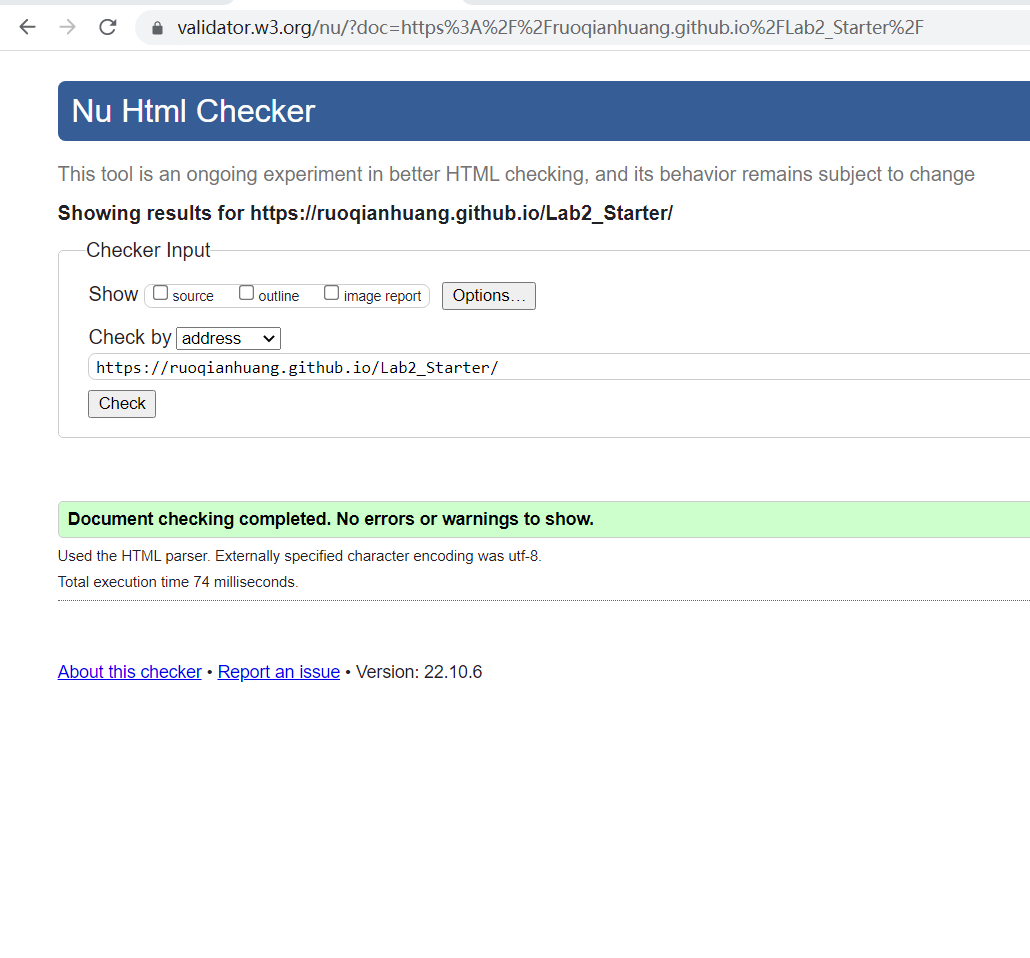 validator.w3.org/nu/?doc=https%3A%2F%2Fruoqianhuang.github.io%2FLab2_Starter%2F
Nu Html Checker
This tool is an ongoing experiment in better HTML checking, and its behavior remains subject to change
Showing results for https://ruoqianhuang.github.io/Lab2_Starter/
Checker Input
Show source outline image report Options…
Check by address
https://ruoqianhuang.github.io/Lab2_Starter/
Check
Document checking completed. No errors or warnings to show.
Used the HTML parser. Externally specified character encoding was utf-8.
Total execution time 74 milliseconds.
About this checker • Report an issue • Version: 22.10.6